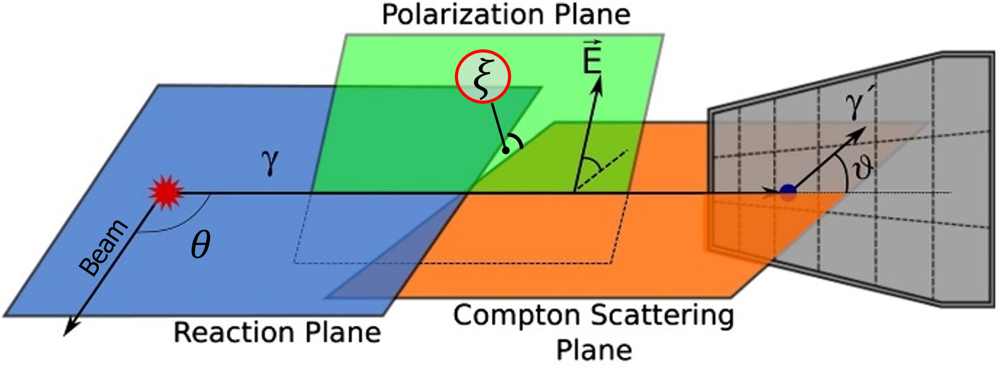 Polarization Plane
ξ
E⃗
γ
γ´
ϑ
Beam
θ
Reaction Plane
Compton Scattering
Plane